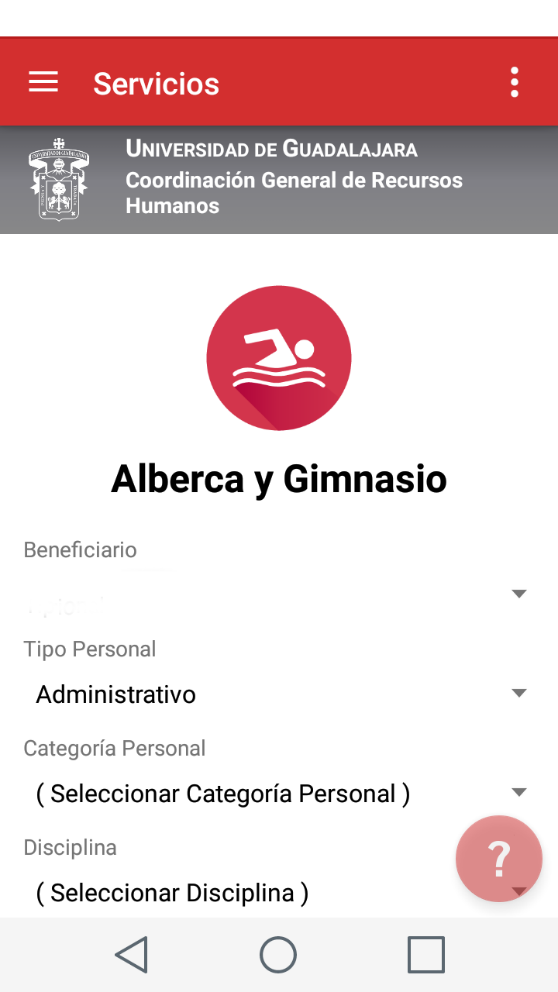 Servicios
UNIVERSIDAD DE GUADALAJARA
Coordinación General de Recursos
Humanos
Alberca y Gimnasio
Beneficiario
Tipo Personal
Administrativo
Categoría Personal
( Seleccionar Categoría Personal )
Disciplina
?
( Seleccionar Disciplina )